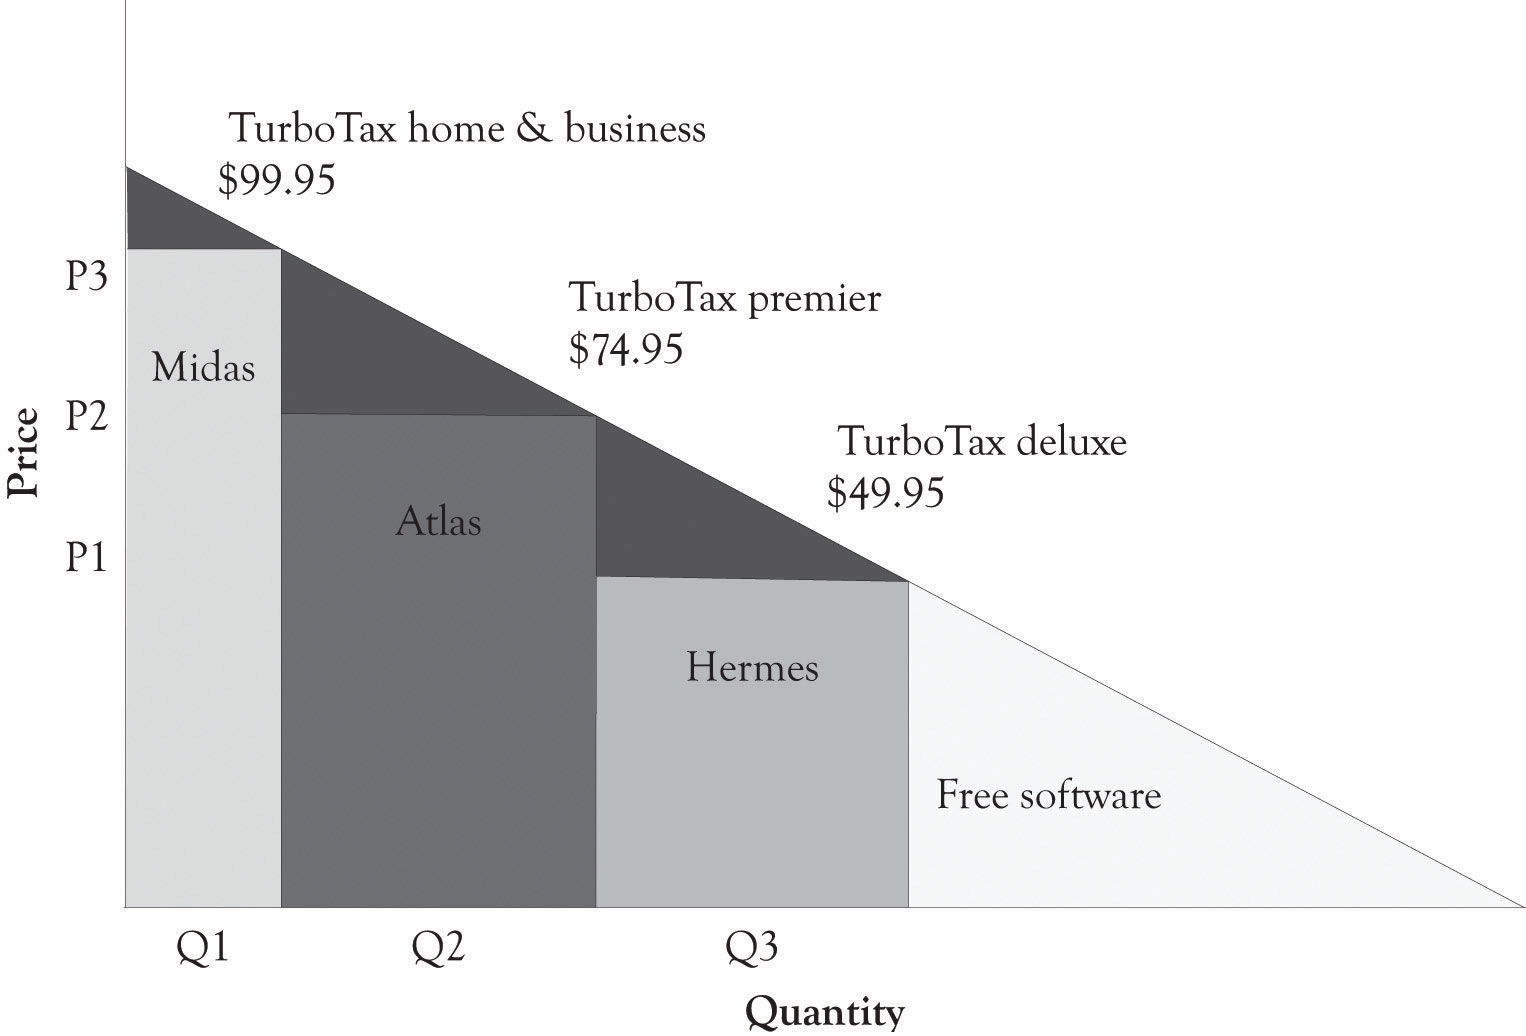 TurboTax home & business
$99.95
P3
TurboTax premier
$74.95
Midas
P2
Price
TurboTax deluxe
$49.95
Atlas
P1
Hermes
Free software
Q1
Q2
Q3
Quantity